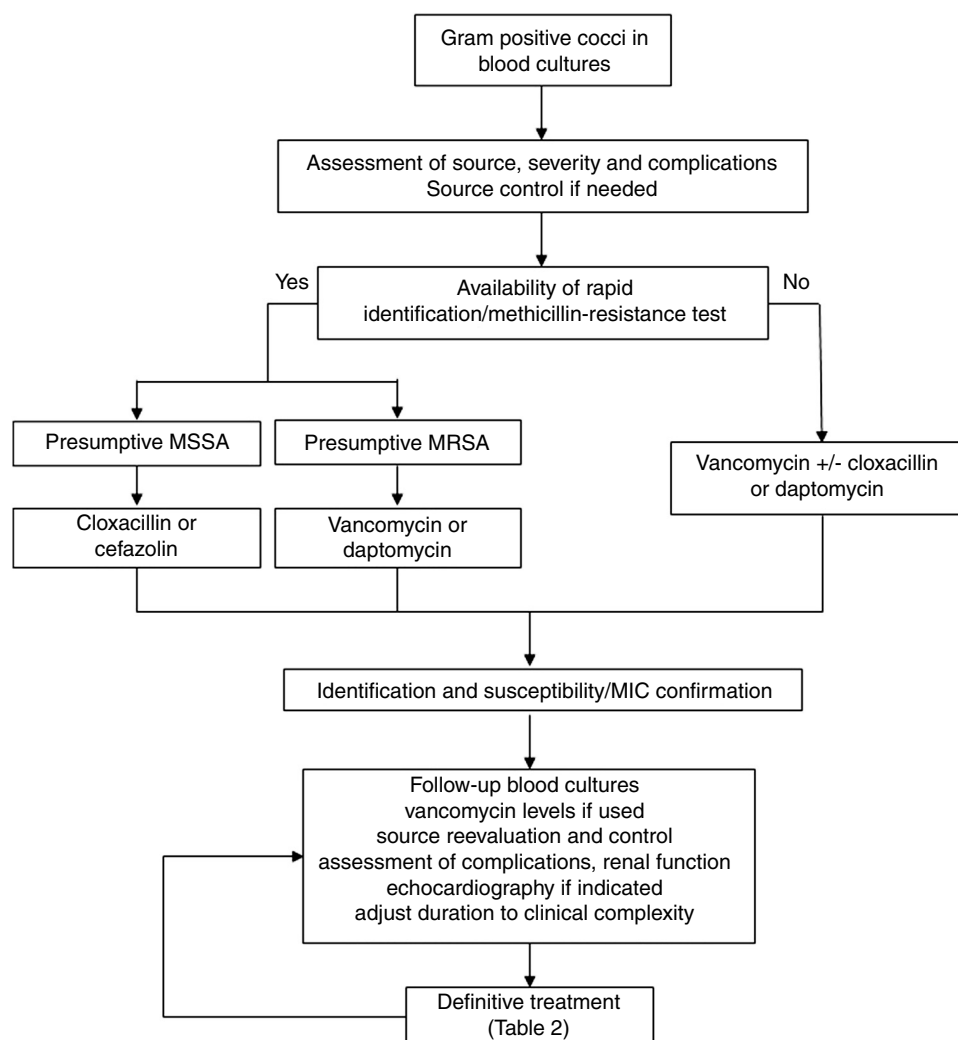 Gram positive cocci in
blood cultures
Assessment of source, severity and complications
Source control if needed
Yes
Availability of rapid
identification/methicillin-resistance test
No
Presumptive MSSA
Presumptive MRSA
Vancomycin +/- cloxacillin
or daptomycin
Cloxacillin or
cefazolin
Vancomycin or
daptomycin
Identification and susceptibility/MIC confirmation
Follow-up blood cultures
vancomycin levels if used
source reevaluation and control
assessment of complications, renal function
echocardiography if indicated
adjust duration to clinical complexity
Definitive treatment
(Table 2)